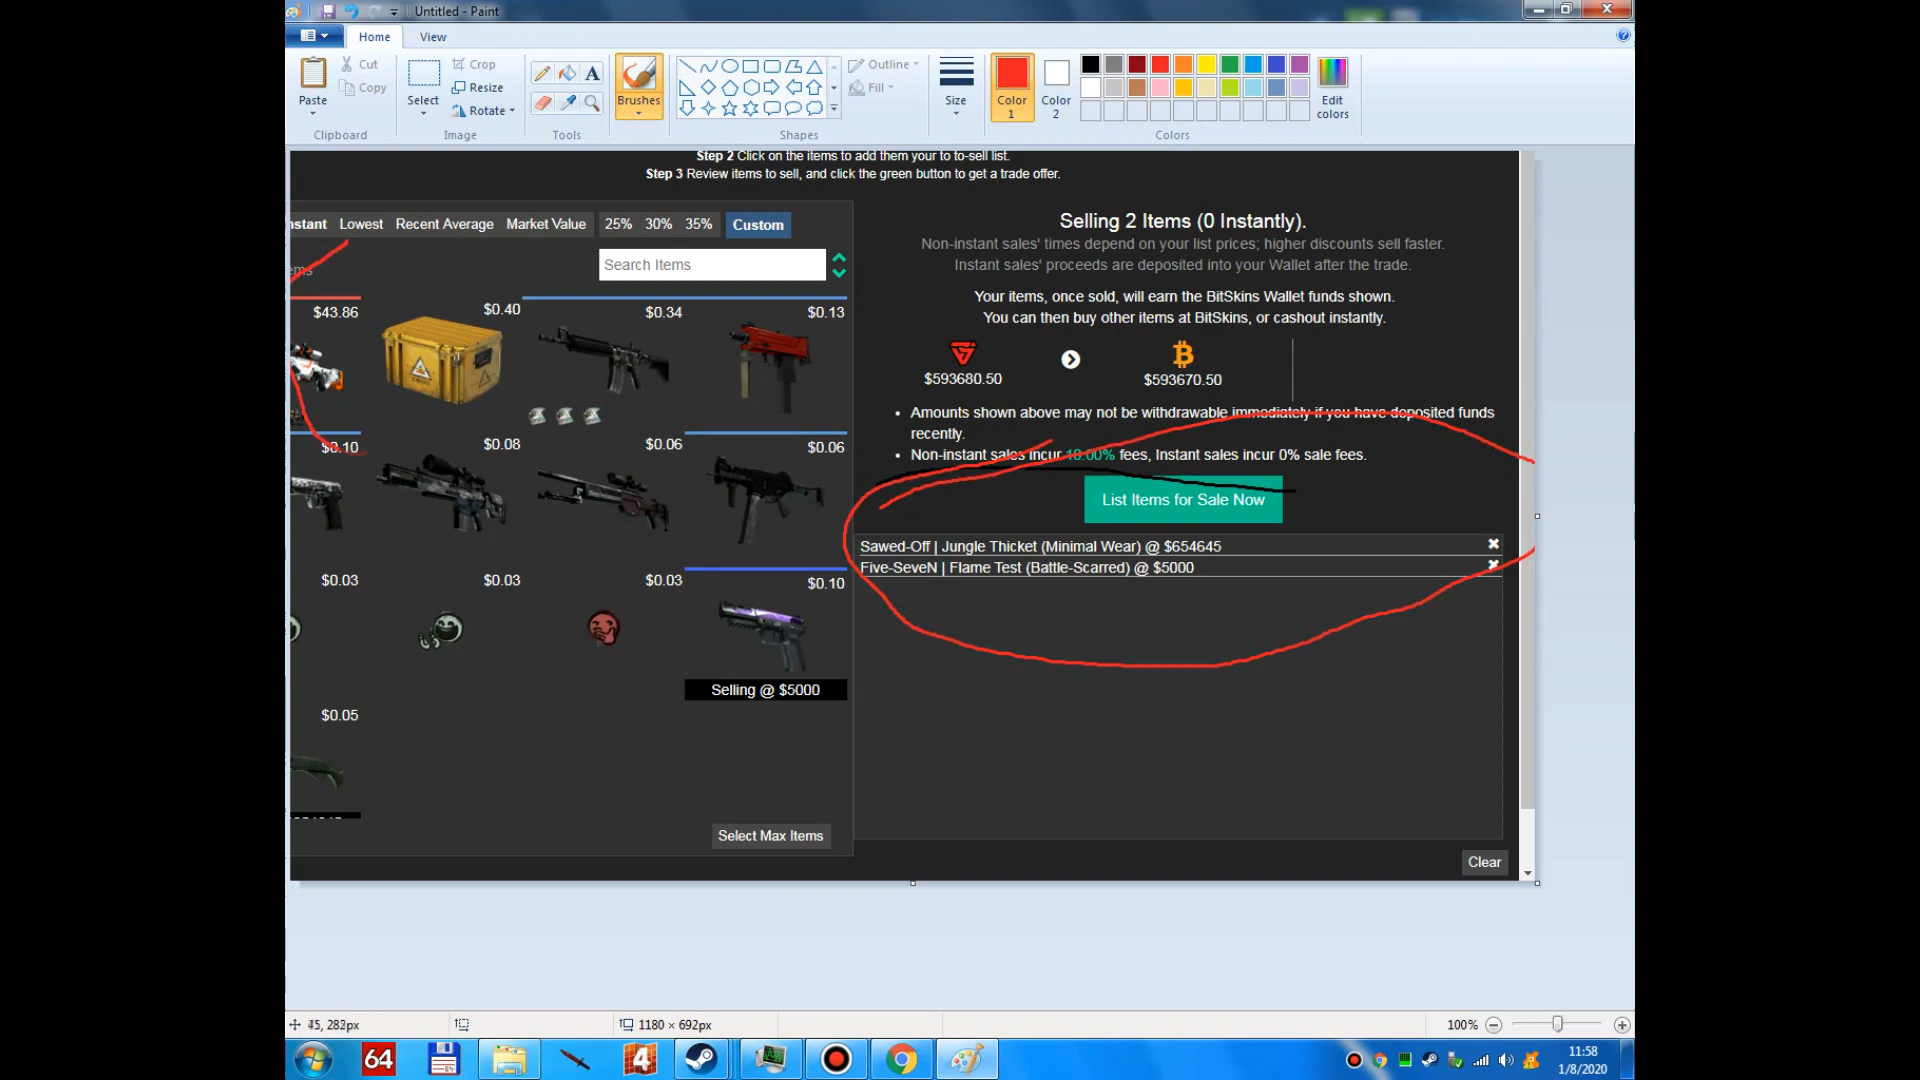 Untitled - Paint
Home
View
Paste
Cut
Copy
Clipboard
Select
Crop
Resize
Rotate
Image
A
Tools
Brushes
Outline
Fill
Shapes
Size
Color 1
Color 2
Edit colors
Colors
Step 2 Click on the items to add them your to to-sell list.
Step 3 Review items to sell, and click the green button to get a trade offer.
nstant Lowest Recent Average Market Value 25% 30% 35% Custom
Search Items
$43.86 $0.40 $0.34 $0.13
$0.10 $0.08 $0.06 $0.06
$0.03 $0.03 $0.03 $0.10
Selling @ $5000
$0.05
Select Max Items
Selling 2 Items (0 Instantly).
Non-instant sales' times depend on your list prices; higher discounts sell faster.
Instant sales' proceeds are deposited into your Wallet after the trade.
Your items, once sold, will earn the BitSkins Wallet funds shown.
You can then buy other items at BitSkins, or cashout instantly.
$593680.50 $593670.50
Amounts shown above may not be withdrawable immediately if you have deposited funds
recently.
Non-instant sales incur 10.00% fees, Instant sales incur 0% sale fees.
List Items for Sale Now
Sawed-Off | Jungle Thicket (Minimal Wear) @ $654645
Five-SeveN | Flame Test (Battle-Scarred) @ $5000
Clear
282px
1180 × 692px
100%
64
4
11:58
1/8/2020